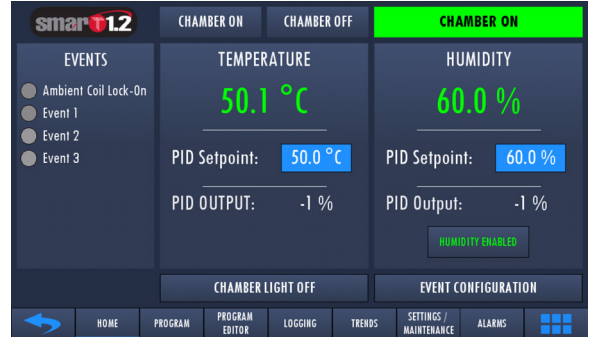 smarT1.2
CHAMBER ON
CHAMBER OFF
CHAMBER ON
EVENTS
Ambient Coil Lock-On
Event 1
Event 2
Event 3
TEMPERATURE
50.1 °C
PID Setpoint: 50.0 °C
PID OUTPUT: -1 %
HUMIDITY
60.0 %
PID Setpoint: 60.0 %
PID Output: -1 %
HUMIDITY ENABLED
CHAMBER LIGHT OFF
EVENT CONFIGURATION
HOME
PROGRAM
PROGRAM
EDITOR
LOGGING
TRENDS
SETTINGS /
MAINTENANCE
ALARMS